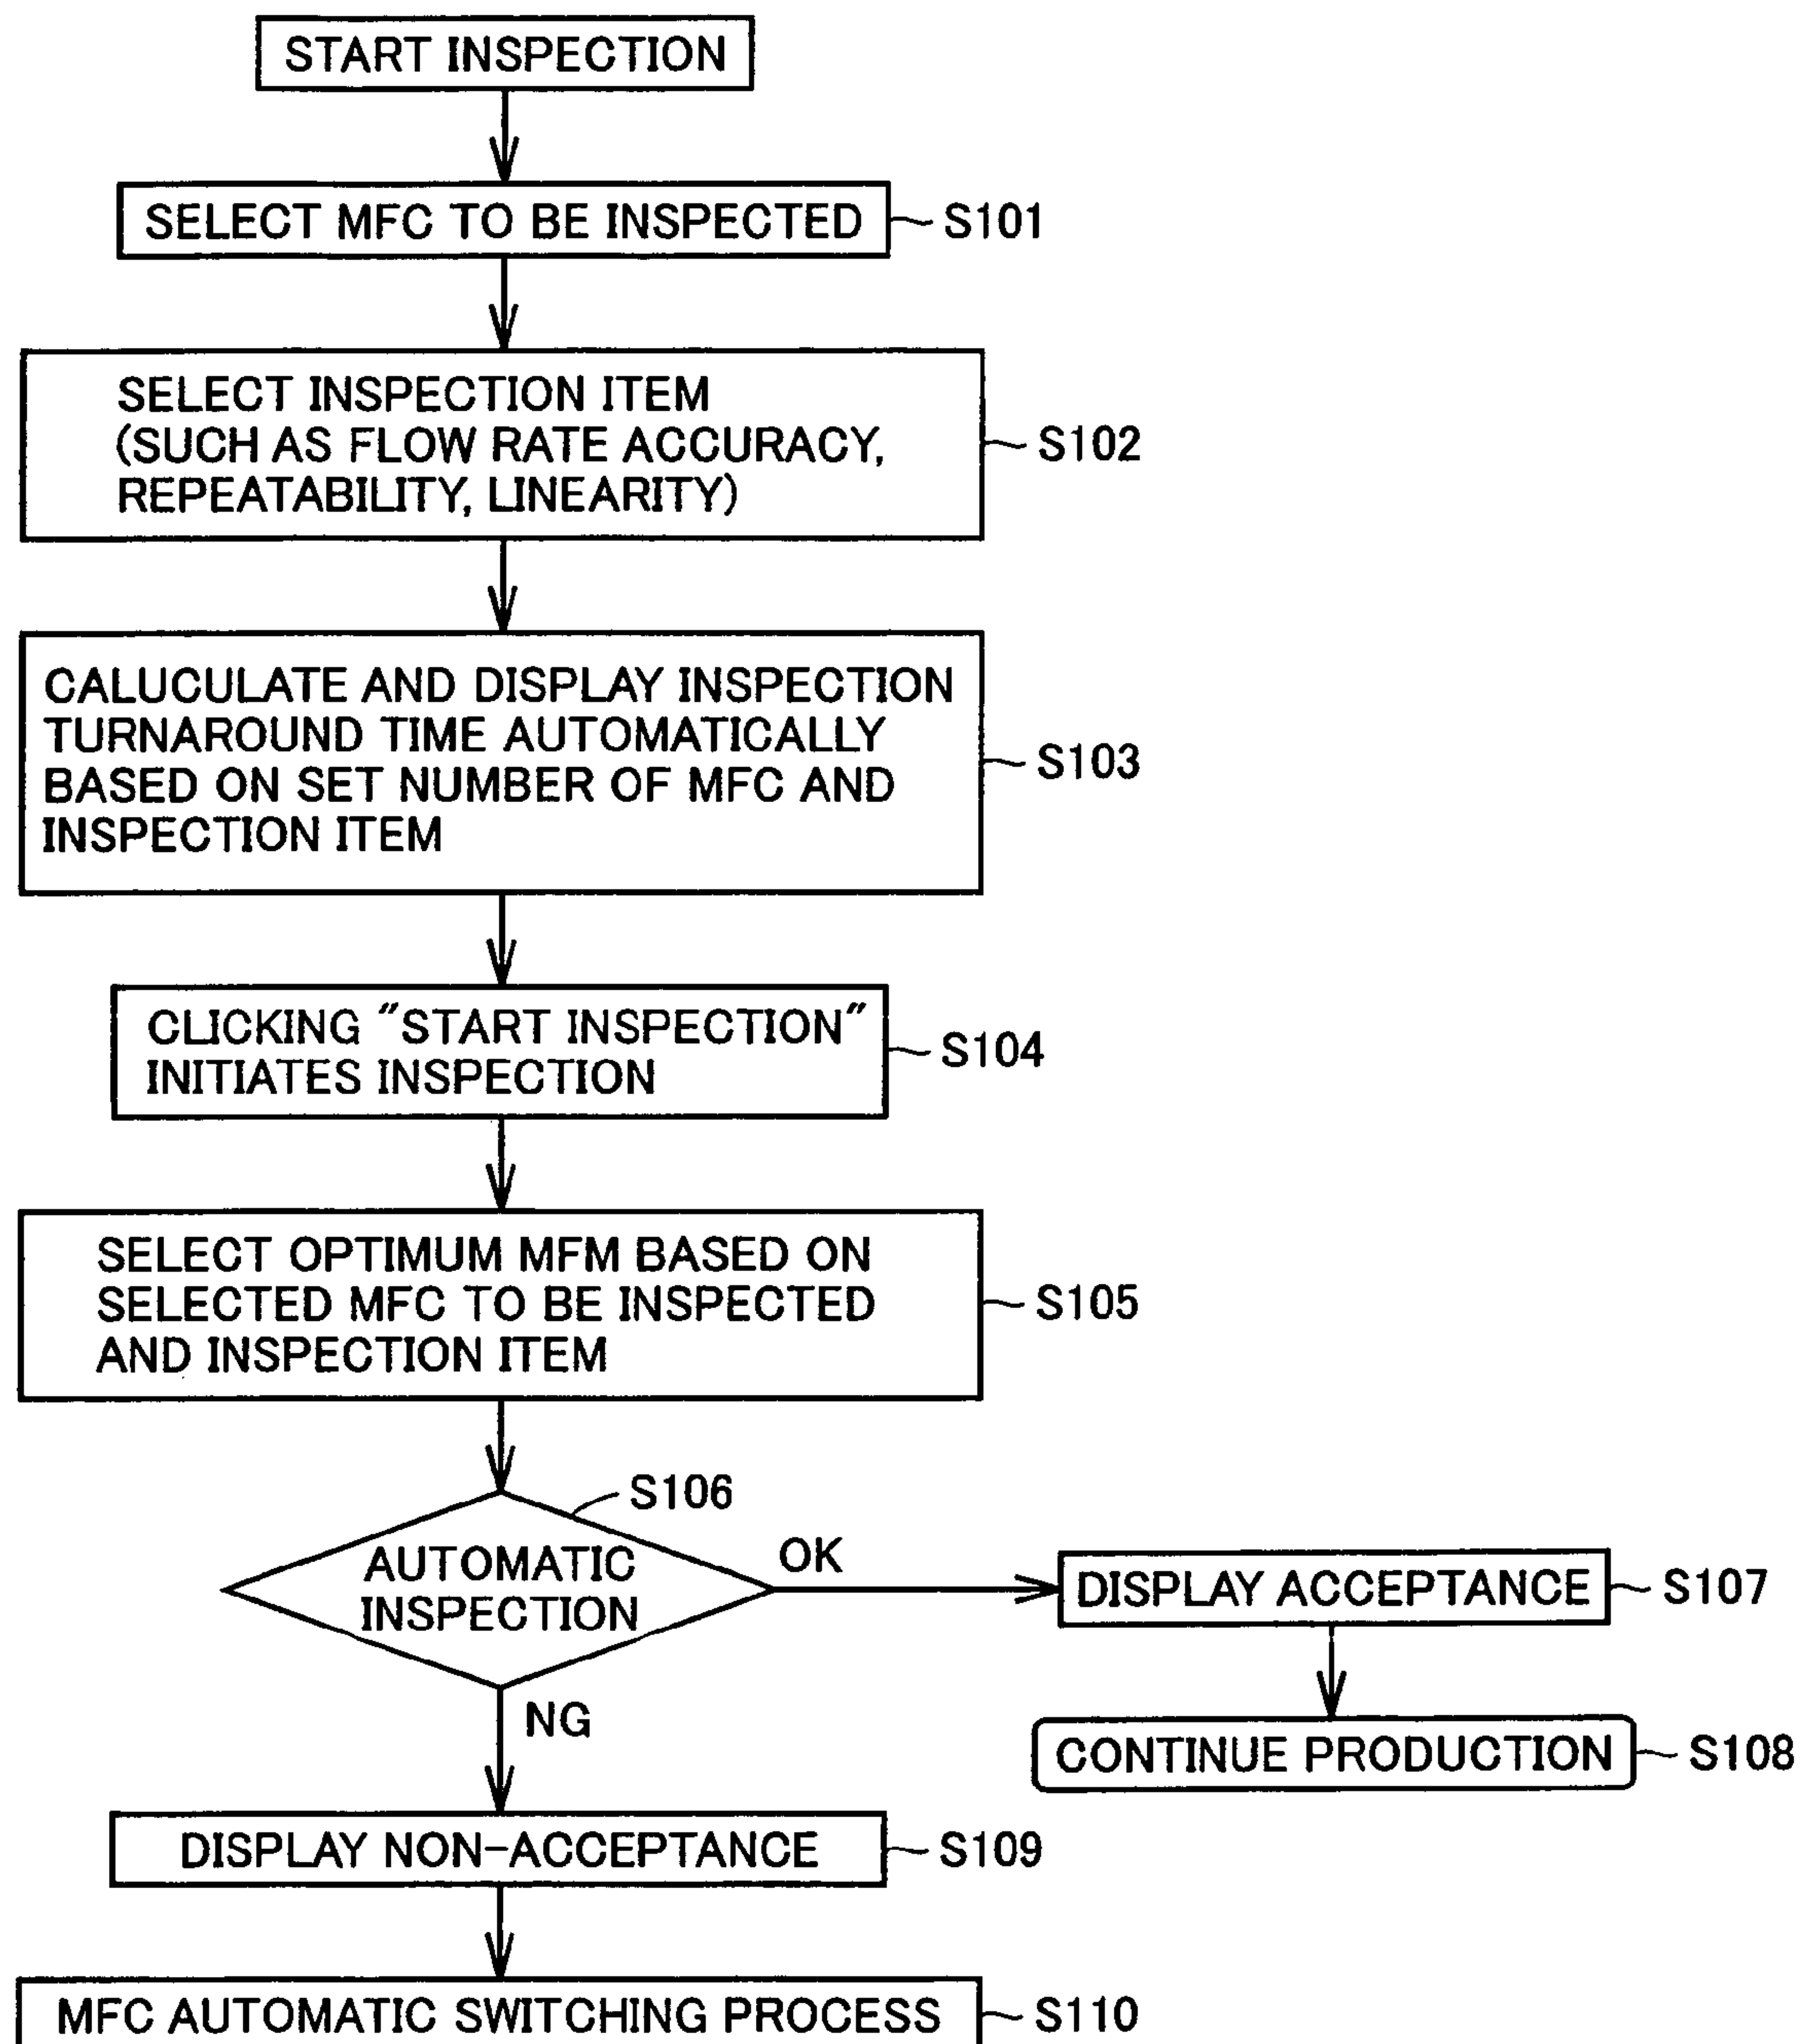 START INSPECTION
SELECT MFC TO BE INSPECTED
S101
SELECT INSPECTION ITEM
(SUCH AS FLOW RATE ACCURACY,
REPEATABILITY, LINEARITY)
S102
CALUCULATE AND DISPLAY INSPECTION
TURNAROUND TIME AUTOMATICALLY
BASED ON SET NUMBER OF MFC AND
INSPECTION ITEM
S103
CLICKING "START INSPECTION"
INITIATES INSPECTION
S104
SELECT OPTIMUM MFM BASED ON
SELECTED MFC TO BE INSPECTED
AND INSPECTION ITEM
S105
S106
AUTOMATIC
INSPECTION
OK
DISPLAY ACCEPTANCE
S107
CONTINUE PRODUCTION
S108
NG
DISPLAY NON-ACCEPTANCE
S109
MFC AUTOMATIC SWITCHING PROCESS
S110